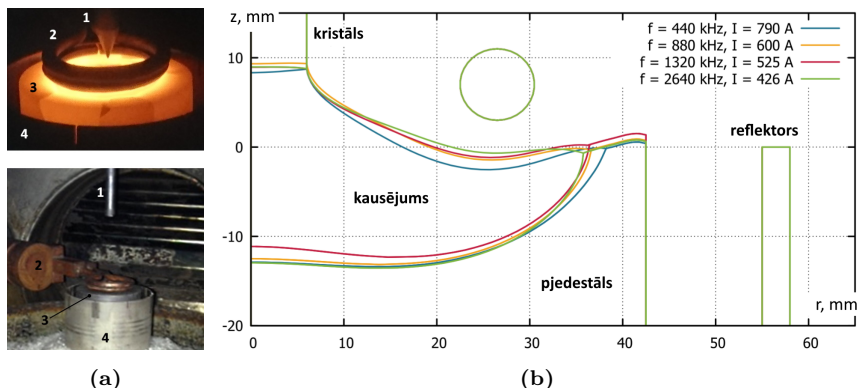 1
2
3
4
1
2
3
4
(a)
z, mm
10
0
-10
-20
kristāls
f = 440 kHz, I = 790 A
f = 880 kHz, I = 600 A
f = 1320 kHz, I = 525 A
f = 2640 kHz, I = 426 A
reflektors
kausējums
pjedestāls
r, mm
0 10 20 30 40 50 60
(b)